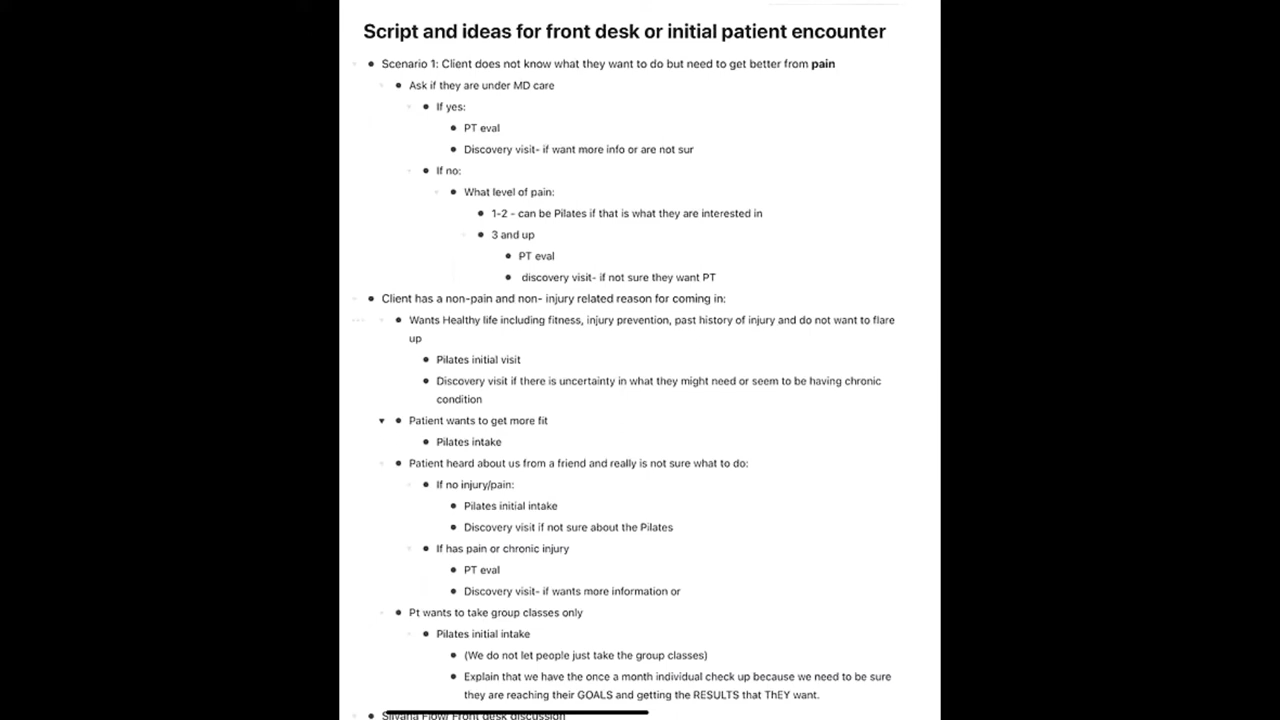 Script and ideas for front desk or initial patient encounter
Scenario 1: Client does not know what they want to do but need to get better from pain
Ask if they are under MD care
If yes:
PT eval
Discovery visit- if want more info or are not sur
If no:
What level of pain:
1-2 - can be Pilates if that is what they are interested in
3 and up
PT eval
discovery visit- if not sure they want PT
Client has a non-pain and non- injury related reason for coming in:
Wants Healthy life including fitness, injury prevention, past history of injury and do not want to flare
up
Pilates initial visit
Discovery visit if there is uncertainty in what they might need or seem to be having chronic
condition
Patient wants to get more fit
Pilates intake
Patient heard about us from a friend and really is not sure what to do:
If no injury/pain:
Pilates initial intake
Discovery visit if not sure about the Pilates
If has pain or chronic injury
PT eval
Discovery visit- if wants more information or
Pt wants to take group classes only
Pilates initial intake
(We do not let people just take the group classes)
Explain that we have the once a month individual check up because we need to be sure
they are reaching their GOALS and getting the RESULTS that ThEY want.
Silvana Flow/ Front desk discussion